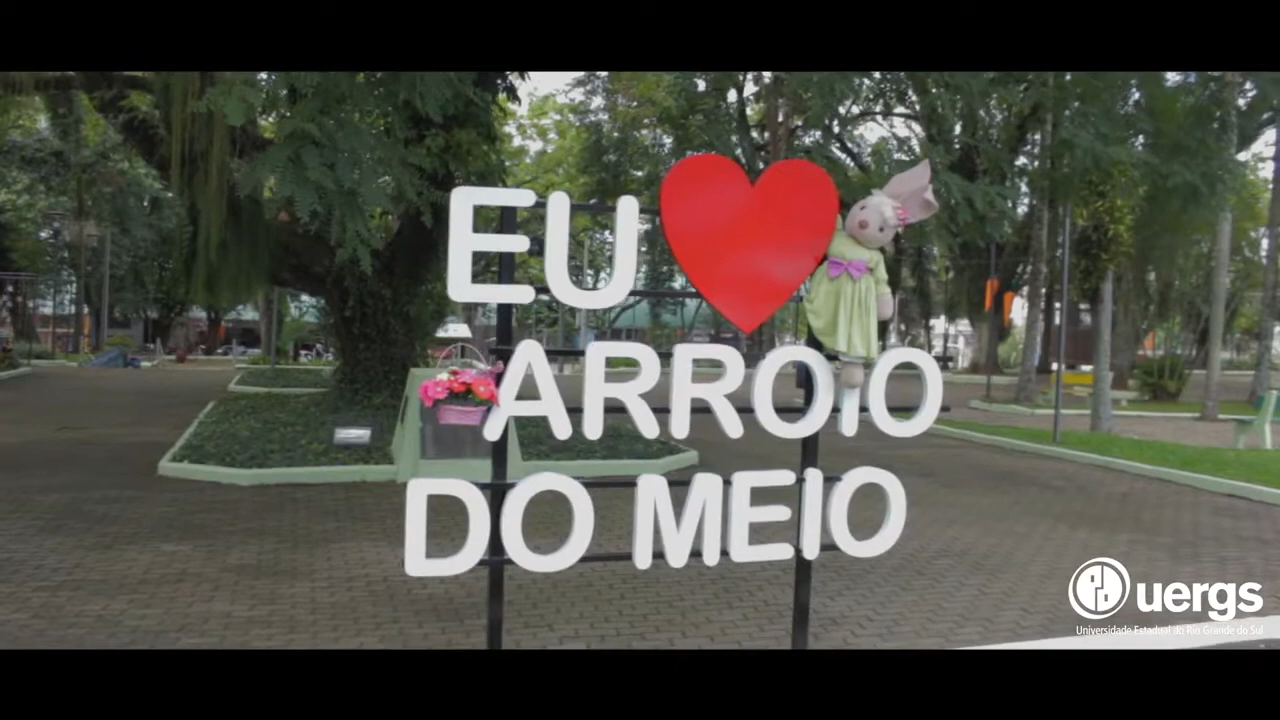 EU
ARROIO
DO MEIO
uergs
Universidade Estadual do Rio Grande do Sul